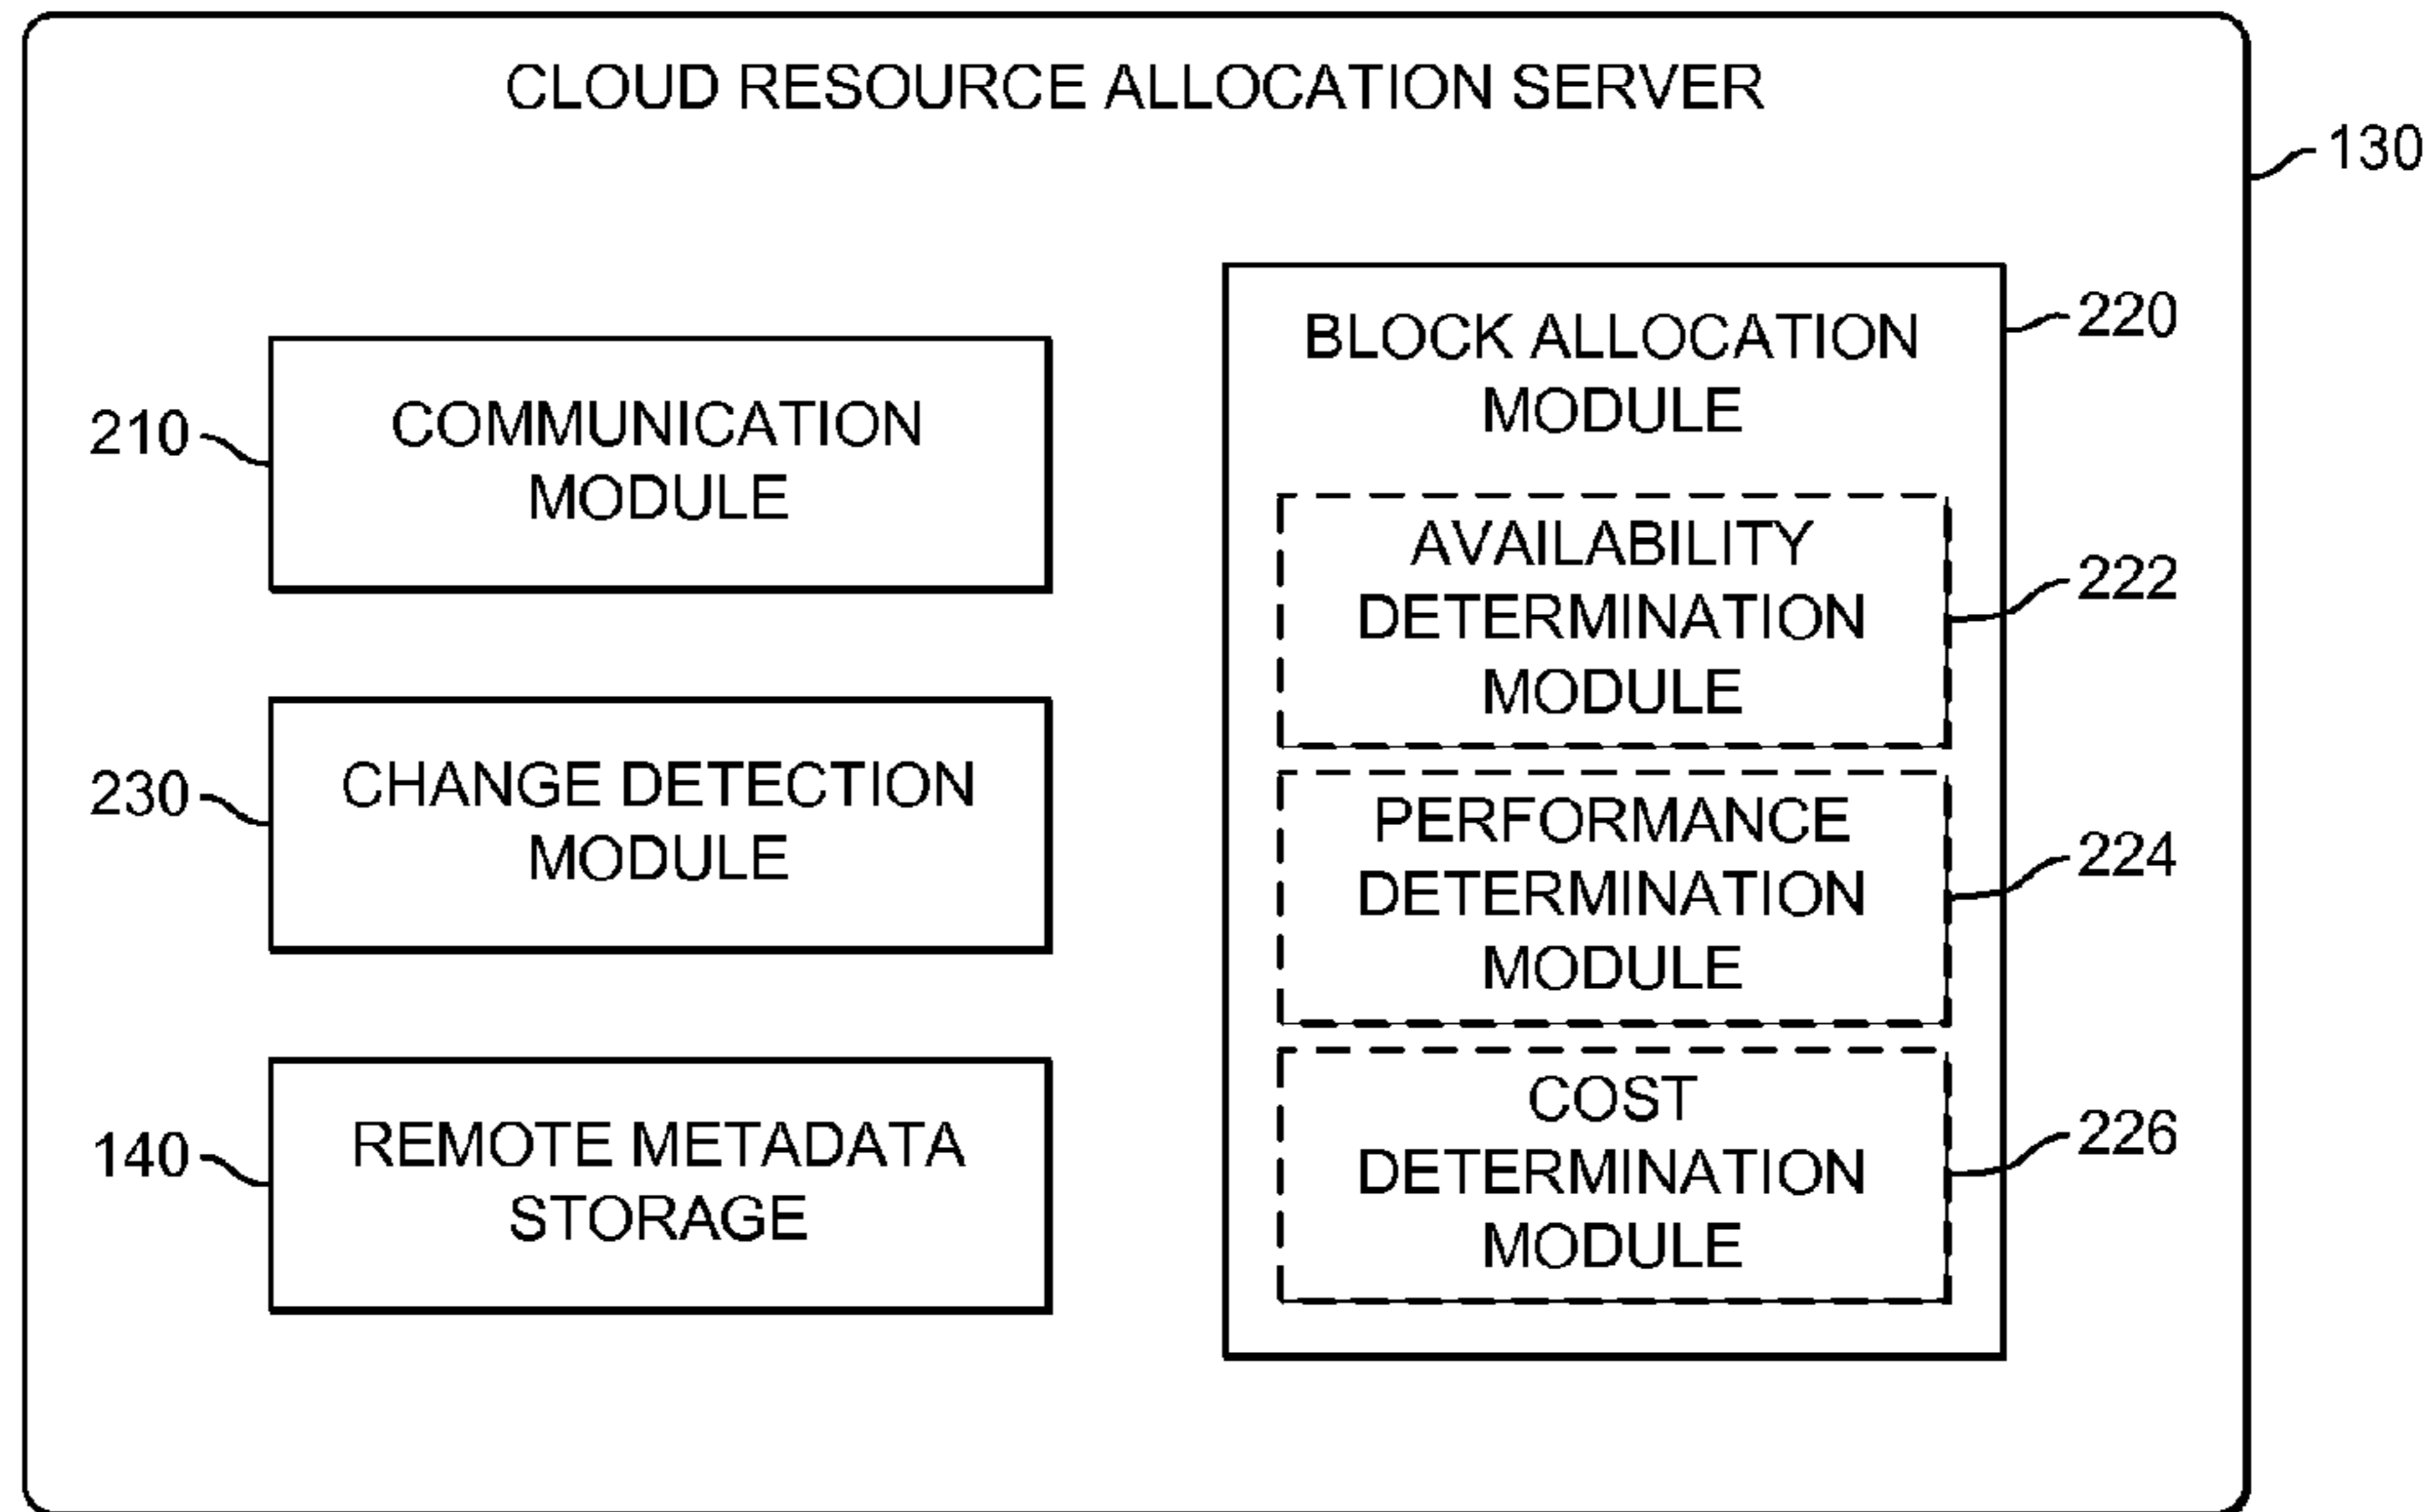 CLOUD RESOURCE ALLOCATION SERVER
130
210
COMMUNICATION
MODULE
230
CHANGE DETECTION
MODULE
140
REMOTE METADATA
STORAGE
BLOCK ALLOCATION
MODULE
220
AVAILABILITY
DETERMINATION
MODULE
222
PERFORMANCE
DETERMINATION
MODULE
224
COST
DETERMINATION
MODULE
226